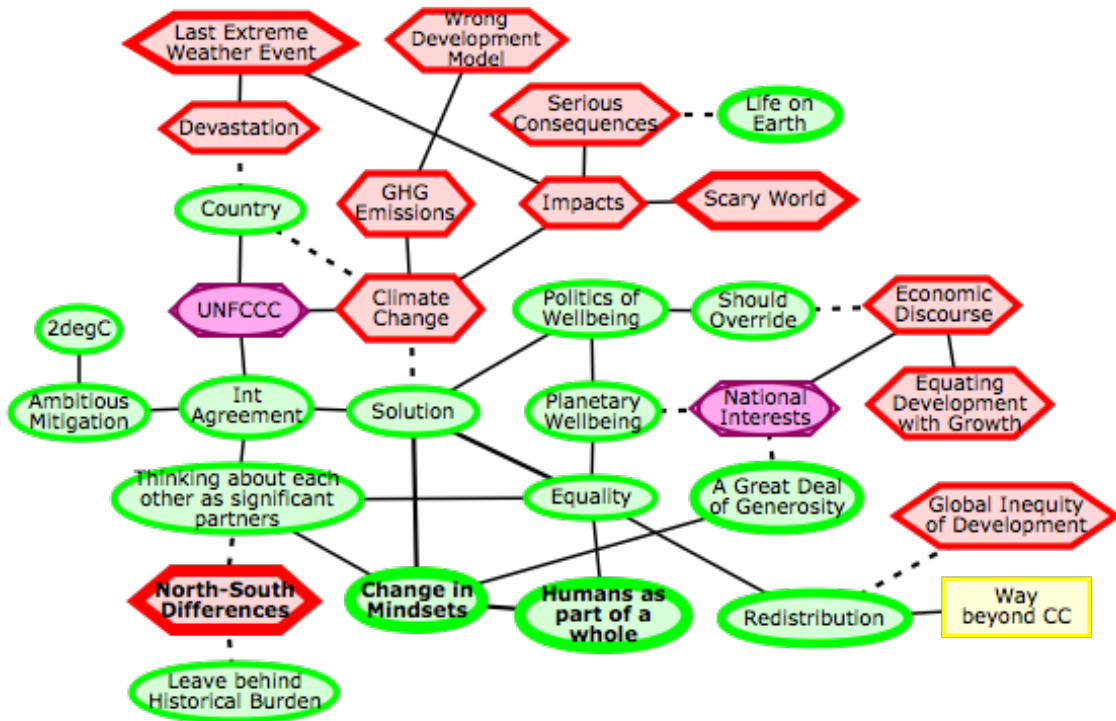 Last Extreme
Weather Event
Wrong
Development
Model
Devastation
Serious
Consequences
Life on
Earth
Country
GHG
Emissions
Impacts
Scary World
UNFCCC
Climate
Change
Politics of
Wellbeing
Should
Override
Economic
Discourse
2degC
Ambitious
Mitigation
Int
Agreement
Solution
Planetary
Wellbeing
National
Interests
Equating
Development
with Growth
Thinking about each
other as significant
partners
Equality
A Great Deal
of Generosity
Global Inequity
of Development
North-South
Differences
Change in
Mindsets
Humans as
part of a
whole
Redistribution
Way
beyond CC
Leave behind
Historical Burden